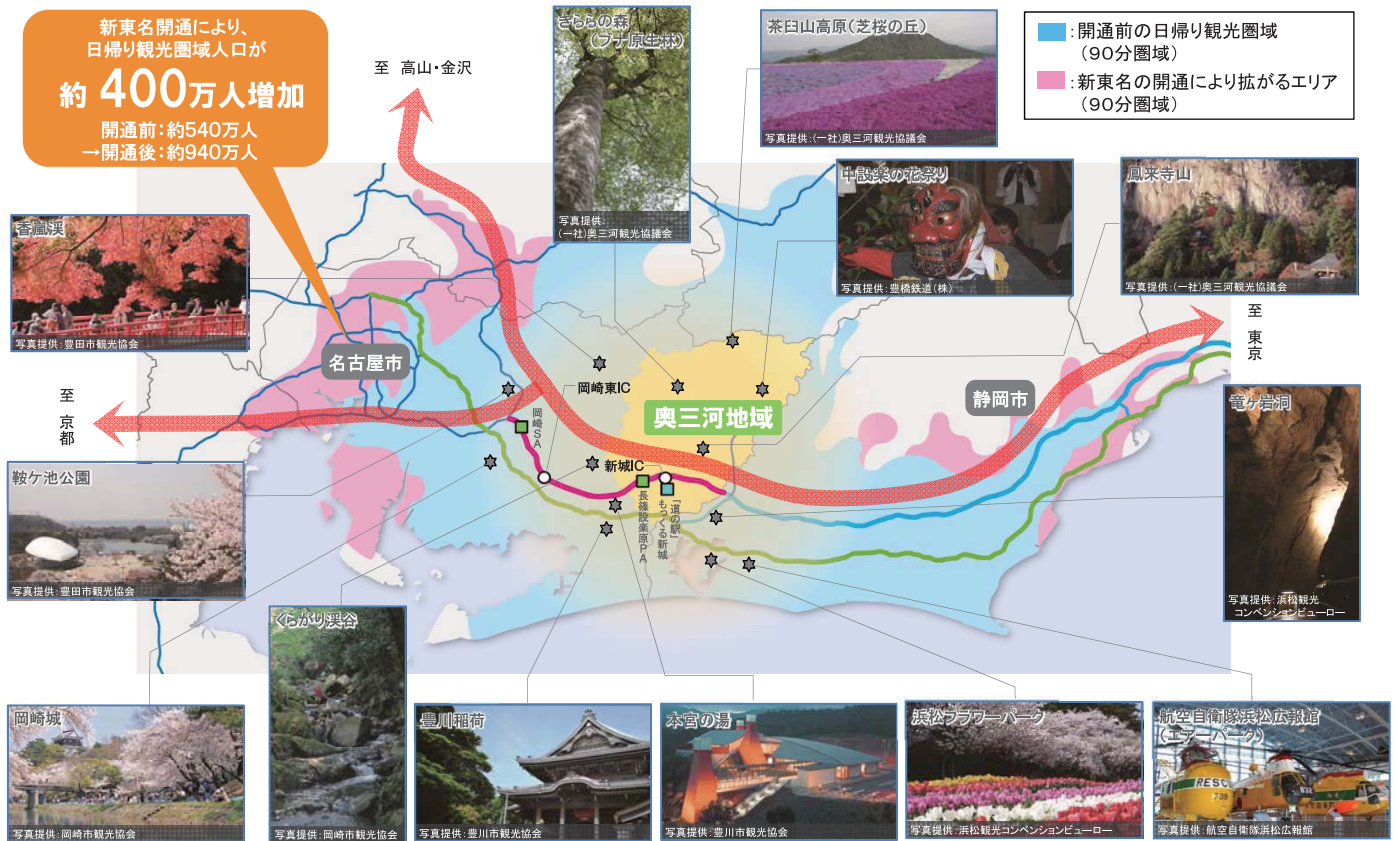 新東名開通により、
日帰り観光圏域人口が
約 400万人増加
開通前：約540万人
→開通後：約940万人
至 高山・金沢
きららの森
（ブナ原生林）
写真提供：
（一社）奥三河観光協議会
茶臼山高原（芝桜の丘）
写真提供：（一社）奥三河観光協議会
：開通前の日帰り観光圏域
（90分圏域）
：新東名の開通により拡がるエリア
（90分圏域）
中設楽の花祭り
写真提供：豊橋鉄道（株）
鳳来寺山
写真提供：（一社）奥三河観光協議会
香嵐渓
写真提供：豊田市観光協会
名古屋市
至 京都
岡崎東IC
岡崎SA
奥三河地域
新城IC
長篠設楽原PA
「道の駅」
もっくる新城
静岡市
至 東京
竜ヶ岩洞
写真提供：浜松観光
コンベンションビューロー
鞍ケ池公園
写真提供：豊田市観光協会
岡崎城
写真提供：岡崎市観光協会
くらがり渓谷
写真提供：岡崎市観光協会
豊川稲荷
写真提供：豊川市観光協会
本宮の湯
写真提供：豊川市観光協会
浜松フラワーパーク
写真提供：浜松観光コンベンションビューロー
航空自衛隊浜松広報館
（エアーパーク）
RESC
709
832
写真提供：航空自衛隊浜松広報館